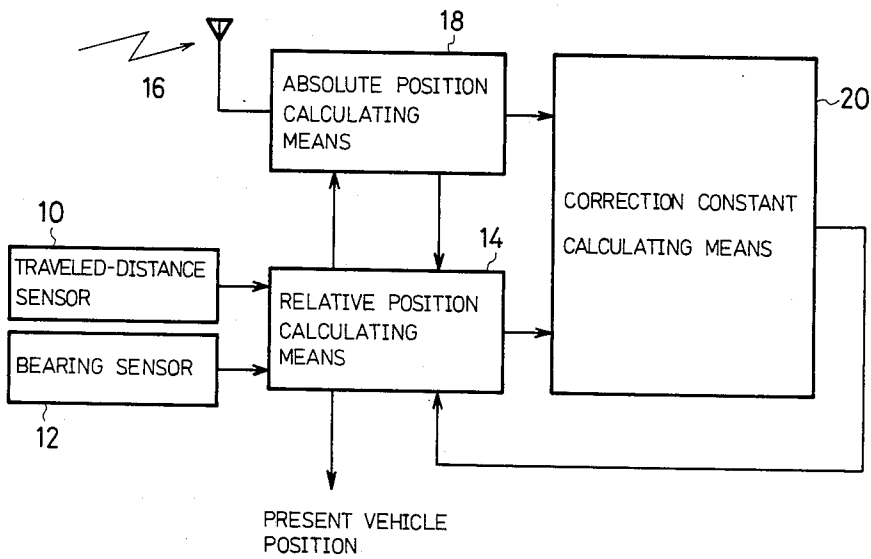 18
16
ABSOLUTE POSITION
CALCULATING
MEANS
20
CORRECTION CONSTANT
CALCULATING MEANS
10
TRAVELED-DISTANCE
SENSOR
14
RELATIVE POSITION
CALCULATING
MEANS
BEARING SENSOR
12
PRESENT VEHICLE
POSITION